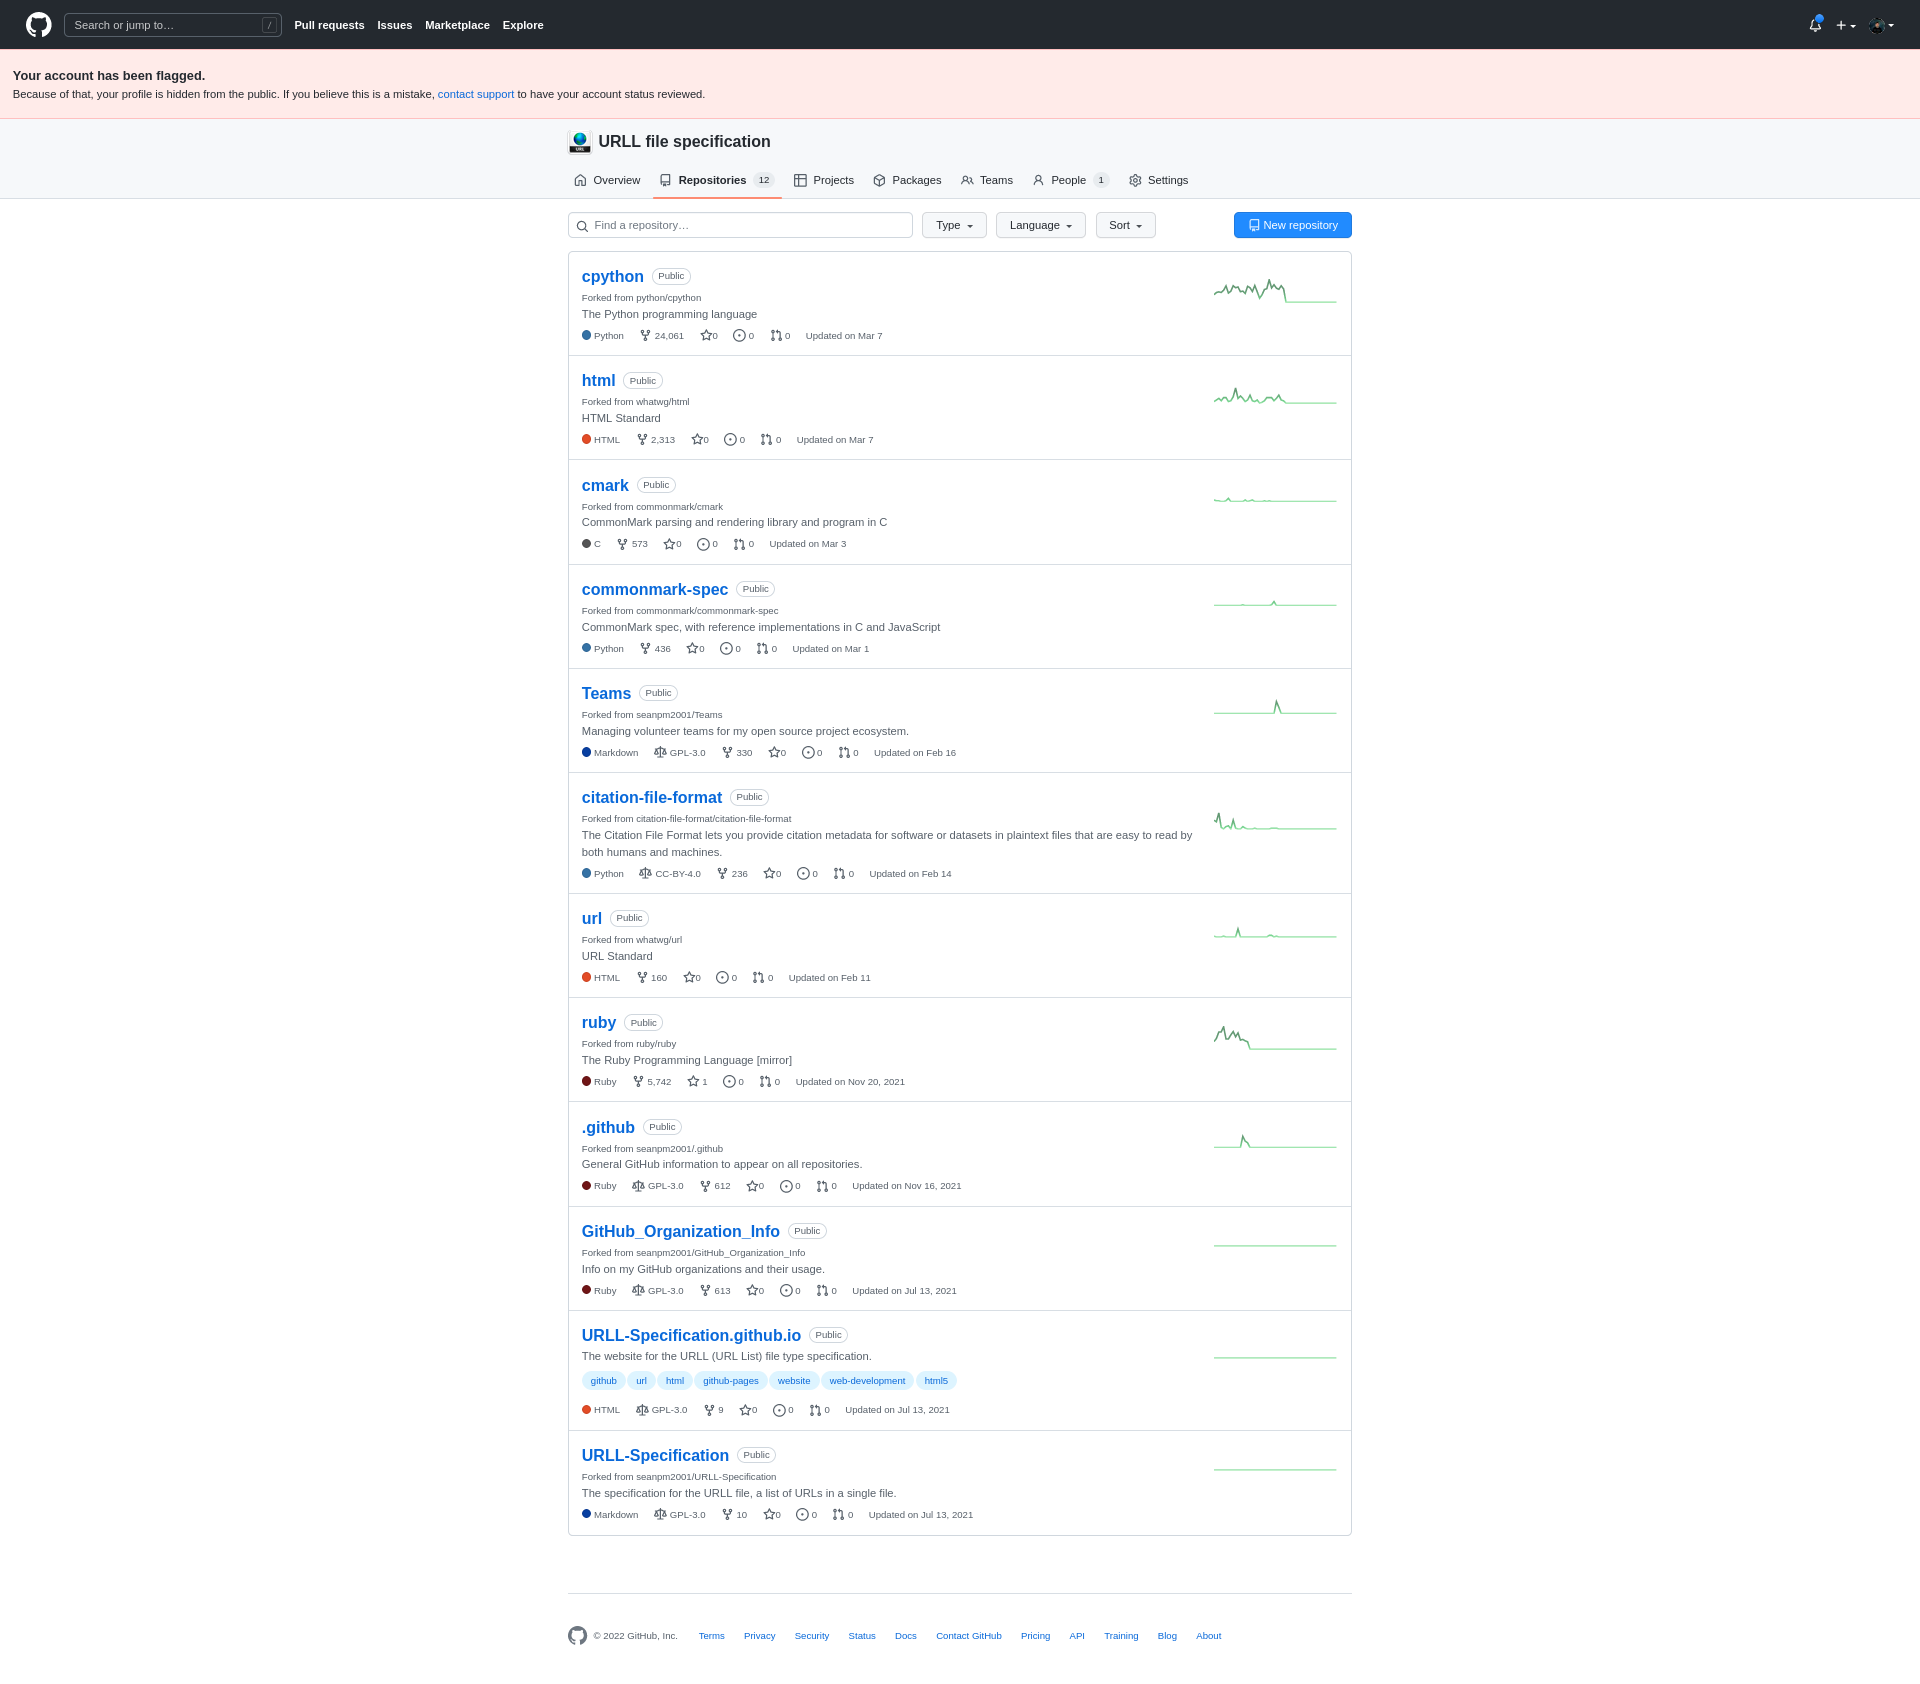 Search or jump to… /
Pull requests Issues Marketplace Explore
Your account has been flagged.
Because of that, your profile is hidden from the public. If you believe this is a mistake, contact support to have your account status reviewed.
URL
URLL file specification
Overview Repositories 12 Projects Packages Teams People 1 Settings
Find a repository… Type Language Sort New repository
cpython Public
Forked from python/cpython
The Python programming language
Python 24,061 0 0 0 Updated on Mar 7
html Public
Forked from whatwg/html
HTML Standard
HTML 2,313 0 0 0 Updated on Mar 7
cmark Public
Forked from commonmark/cmark
CommonMark parsing and rendering library and program in C
C 573 0 0 0 Updated on Mar 3
commonmark-spec Public
Forked from commonmark/commonmark-spec
CommonMark spec, with reference implementations in C and JavaScript
Python 436 0 0 0 Updated on Mar 1
Teams Public
Forked from seanpm2001/Teams
Managing volunteer teams for my open source project ecosystem.
Markdown GPL-3.0 330 0 0 0 Updated on Feb 16
citation-file-format Public
Forked from citation-file-format/citation-file-format
The Citation File Format lets you provide citation metadata for software or datasets in plaintext files that are easy to read by
both humans and machines.
Python CC-BY-4.0 236 0 0 0 Updated on Feb 14
url Public
Forked from whatwg/url
URL Standard
HTML 160 0 0 0 Updated on Feb 11
ruby Public
Forked from ruby/ruby
The Ruby Programming Language [mirror]
Ruby 5,742 1 0 0 Updated on Nov 20, 2021
.github Public
Forked from seanpm2001/.github
General GitHub information to appear on all repositories.
Ruby GPL-3.0 612 0 0 0 Updated on Nov 16, 2021
GitHub_Organization_Info Public
Forked from seanpm2001/GitHub_Organization_Info
Info on my GitHub organizations and their usage.
Ruby GPL-3.0 613 0 0 0 Updated on Jul 13, 2021
URLL-Specification.github.io Public
The website for the URLL (URL List) file type specification.
github url html github-pages website web-development html5
HTML GPL-3.0 9 0 0 0 Updated on Jul 13, 2021
URLL-Specification Public
Forked from seanpm2001/URLL-Specification
The specification for the URLL file, a list of URLs in a single file.
Markdown GPL-3.0 10 0 0 0 Updated on Jul 13, 2021
© 2022 GitHub, Inc. Terms Privacy Security Status Docs Contact GitHub Pricing API Training Blog About